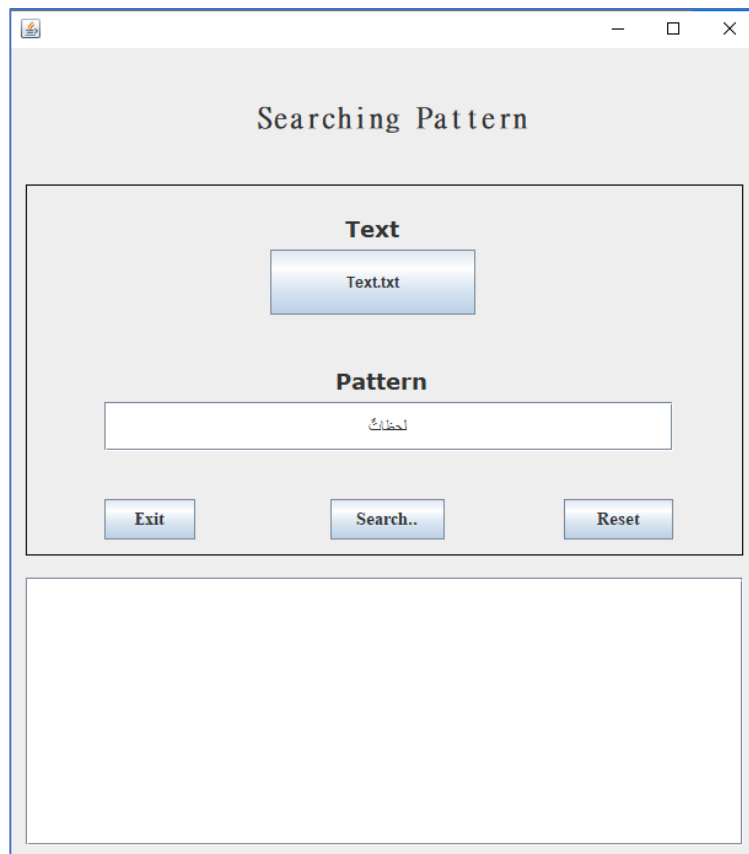 Searching Pattern
Text
Text.txt
Pattern
لحظاتٌ
Exit Search.. Reset